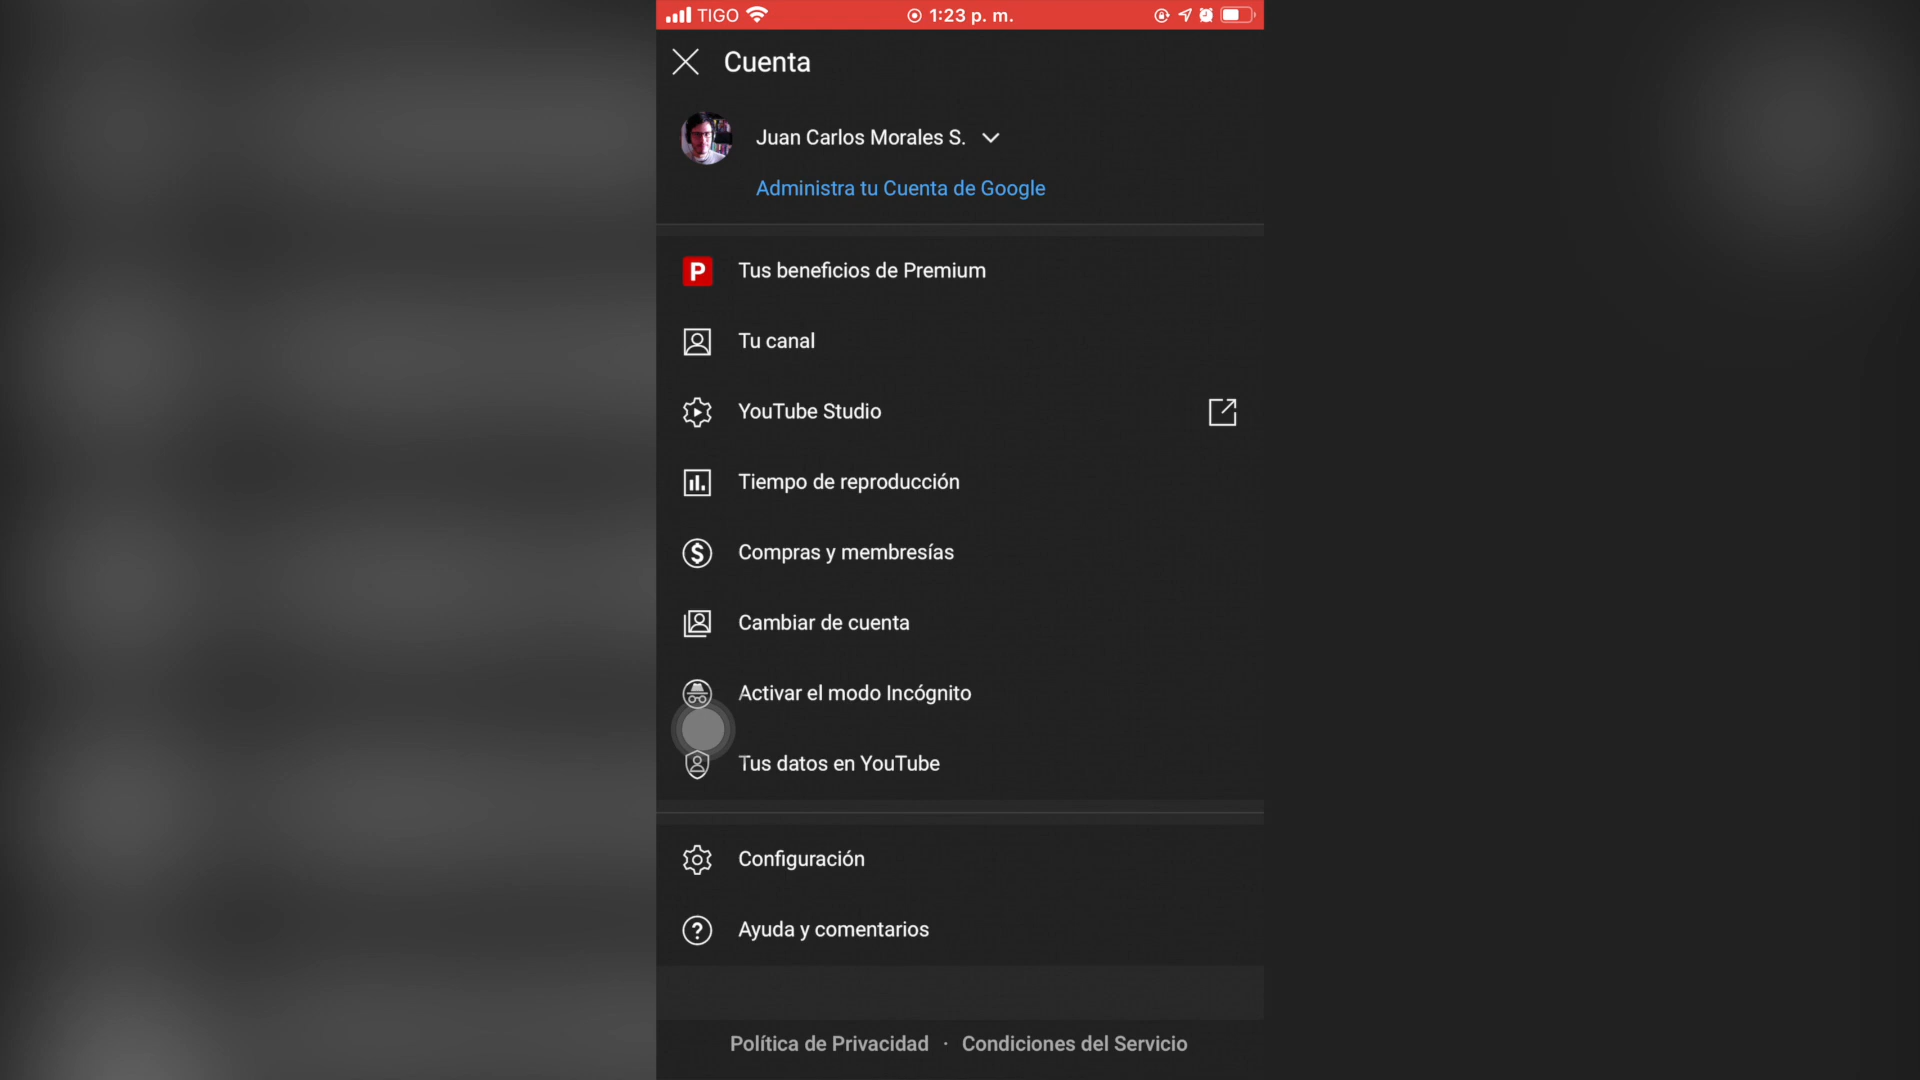 TIGO 1:23 p. m.
Cuenta
Juan Carlos Morales S.
Administra tu Cuenta de Google
P Tus beneficios de Premium
Tu canal
YouTube Studio
Tiempo de reproducción
$ Compras y membresías
Cambiar de cuenta
Activar el modo Incógnito
Tus datos en YouTube
Configuración
? Ayuda y comentarios
Política de Privacidad · Condiciones del Servicio